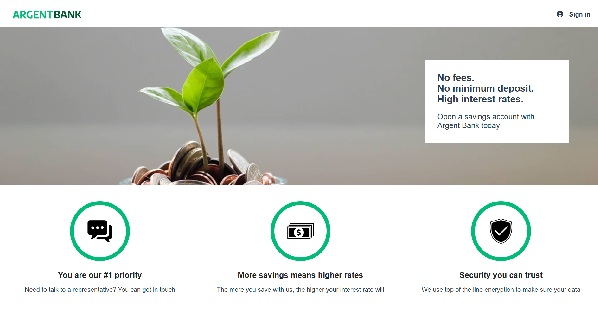 ARGENTBANK
Sign in
No fees.
No minimum deposit.
High interest rates.
Open a savings account with
Argent Bank today
$
You are our #1 priority
More savings means higher rates
Security you can trust
Need to talk to a representative? You can get in touch
The more you save with us, the higher your interest rate will
We use top of the line encryption to make sure your data